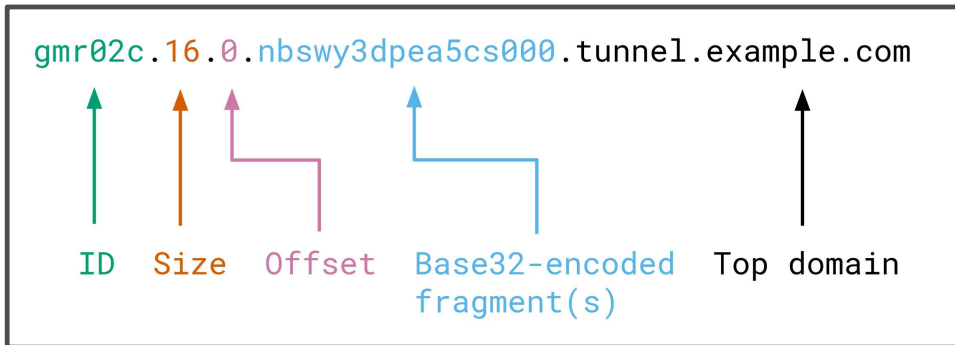 gmr02c.16.0.nbswy3dpea5cs000.tunnel.example.com
ID Size Offset Base32-encoded Top domain
fragment(s)